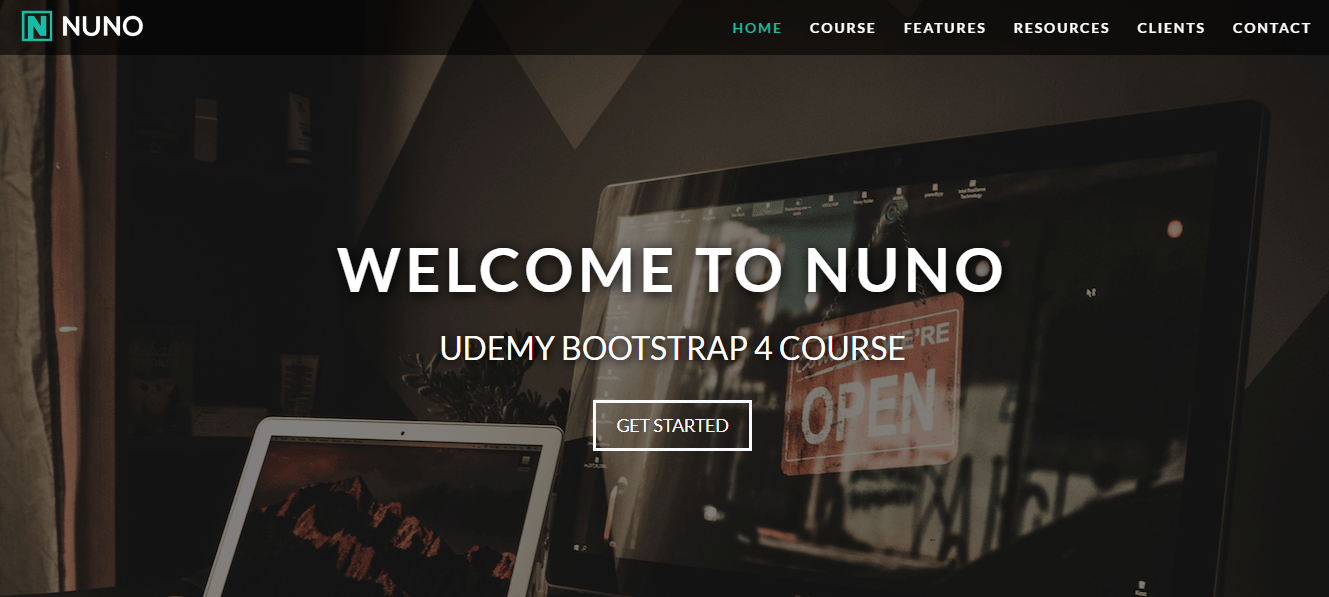 N NUNO
HOME COURSE FEATURES RESOURCES CLIENTS CONTACT
WELCOME TO NUNO
UDEMY BOOTSTRAP 4 COURSE
GET STARTED
WE'RE
OPEN